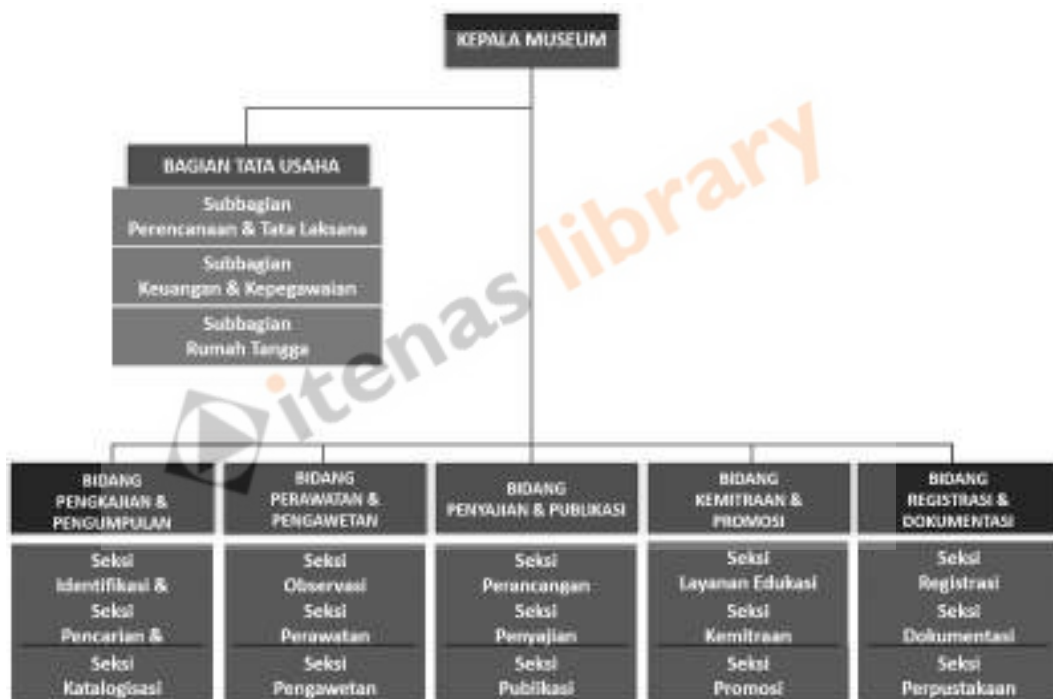 KEPALA MUSEUM
BAGIAN TATA USAHA
Subbagian
Perencanaan & Tata Laksana
Subbagian
Keuangan & Kepegawaian
Subbagian
Rumah Tangga
itenas library
BIDANG
PENGKAJIAN &
PENGUMPULAN
Seksi
Identifikasi &
Seksi
Pencarian &
Seksi
Katalogisasi
BIDANG
PERAWATAN &
PENGAWETAN
Seksi
Observasi
Seksi
Perawatan
Seksi
Pengawetan
BIDANG
PENYAJIAN & PUBLIKASI
Seksi
Perancangan
Seksi
Penyajian
Seksi
Publikasi
BIDANG
KEMITRAAN &
PROMOSI
Seksi
Layanan Edukasi
Seksi
Kemitraan
Seksi
Promosi
BIDANG
REGISTRASI &
DOKUMENTASI
Seksi
Registrasi
Seksi
Dokumentasi
Seksi
Perpustakaan